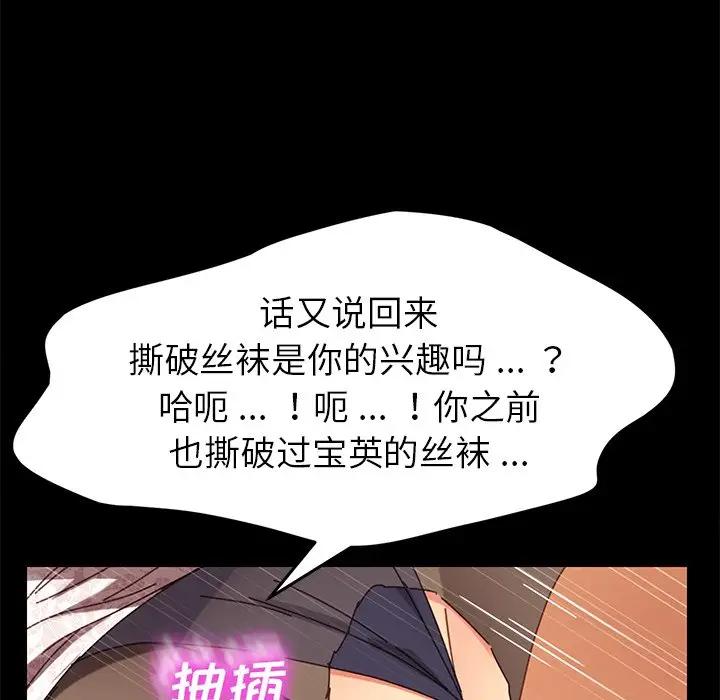 话又说回来
撕破丝袜是你的兴趣吗 ... ？
哈呃 ... ！呃 ... ！你之前
也撕破过宝英的丝袜 ...
抽插